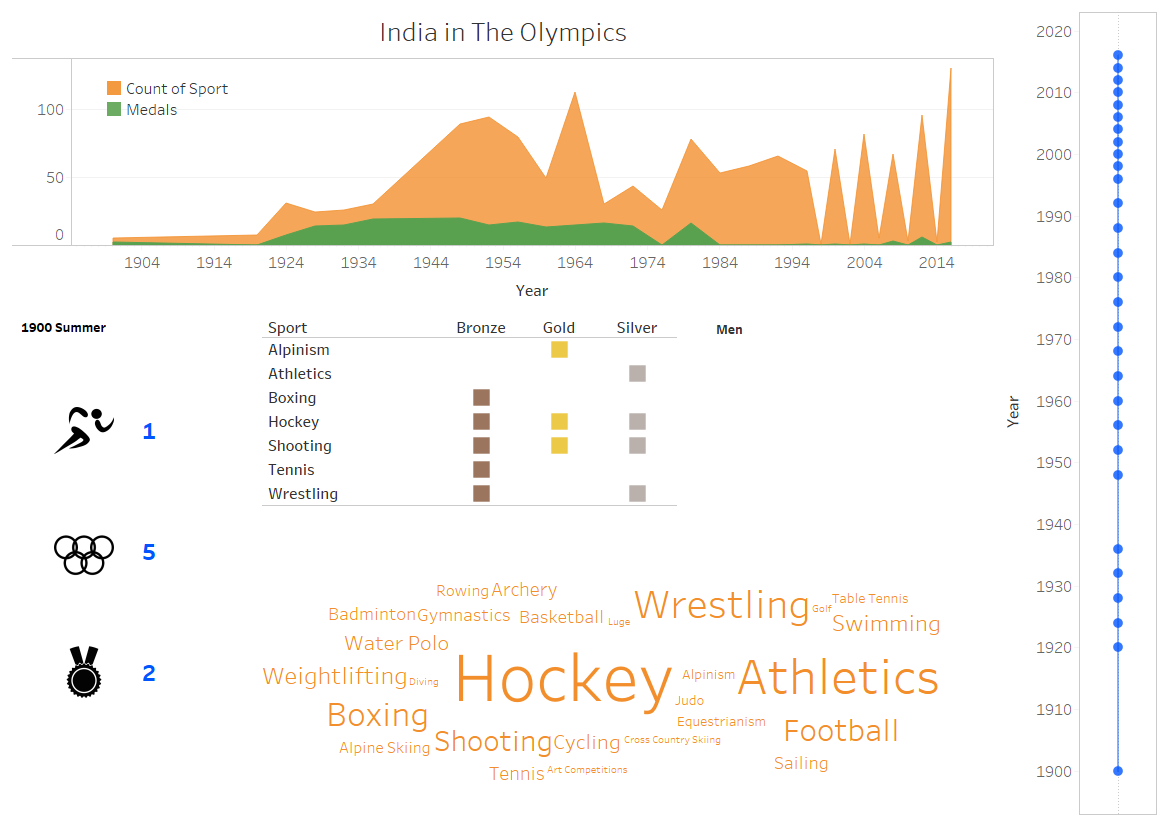 India in The Olympics
Count of Sport
Medals
100
50
0
1904 1914 1924 1934 1944 1954 1964 1974 1984 1994 2004 2014
Year
1900 Summer
1
5
2
Sport Bronze Gold Silver
Alpinism
Athletics
Boxing
Hockey
Shooting
Tennis
Wrestling
Men
Rowing Archery
Badminton Gymnastics Basketball Luge Wrestling Golf Table Tennis
Swimming
Water Polo
Weightlifting Diving Hockey Alpinism Athletics
Judo
Boxing Equestrianism Football
Alpine Skiing Shooting Cycling Cross Country Skiing
Sailing
Tennis Art Competitions
Year
2020
2010
2000
1990
1980
1970
1960
1950
1940
1930
1920
1910
1900